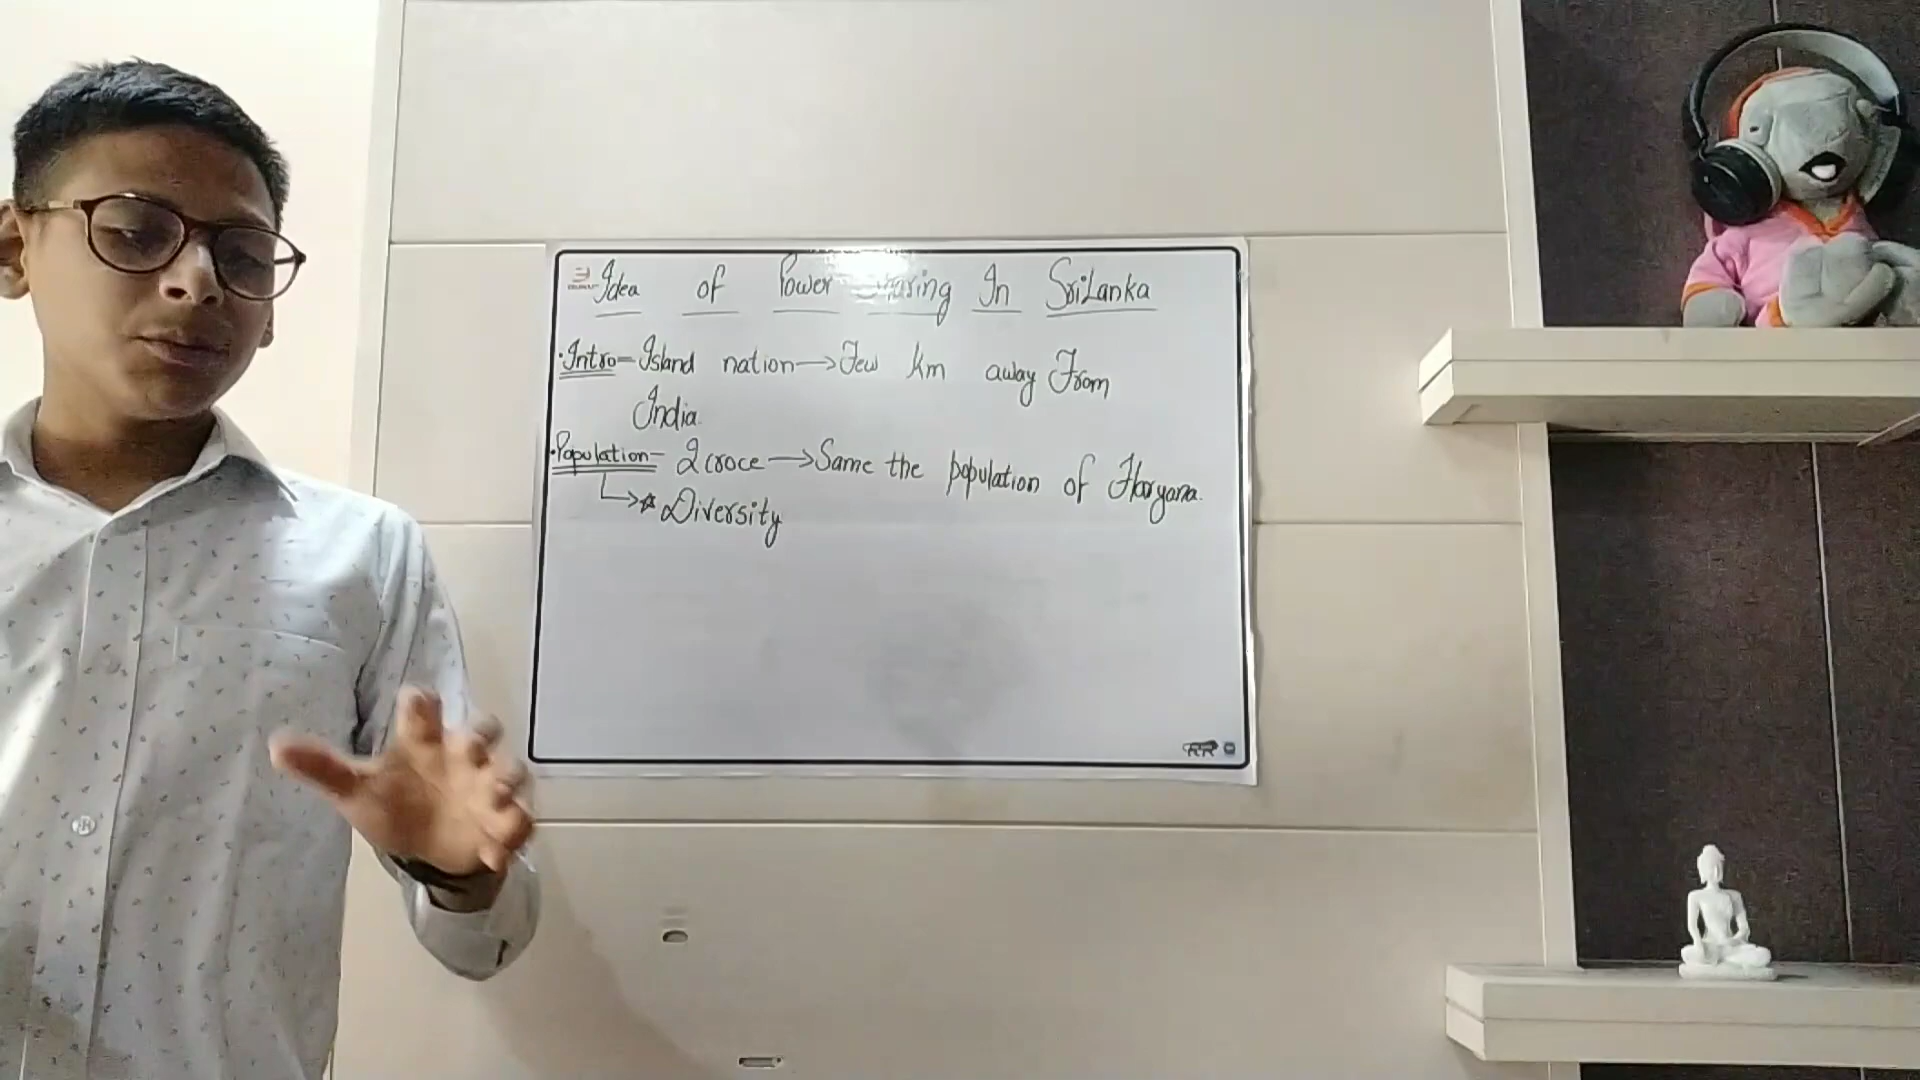 Idea of Power Sharing In SriLanka
·Intro- Island nation→Few km away From
India.
·Population- 2 croce→Same the population of Haryana.
↳☆Diversity